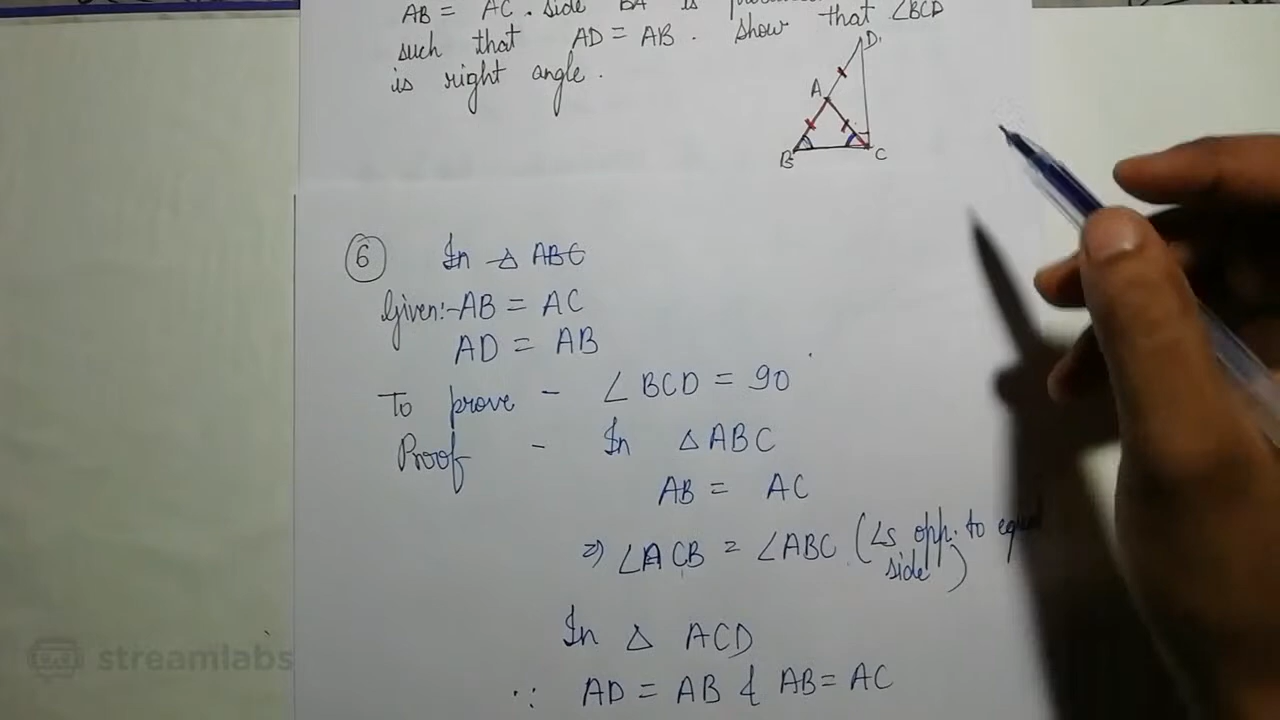 AB = AC . side BA is
such that AD = AB . show that ∠BCD
is right angle .
D
A
B
C
6 In △ ABC
Given:- AB = AC
AD = AB
To prove - ∠BCD = 90
Proof - In △ABC
AB = AC
⇒ ∠ACB = ∠ABC (∠s opp. to equal
side)
In △ ACD
∵ AD = AB & AB = AC
streamlabs